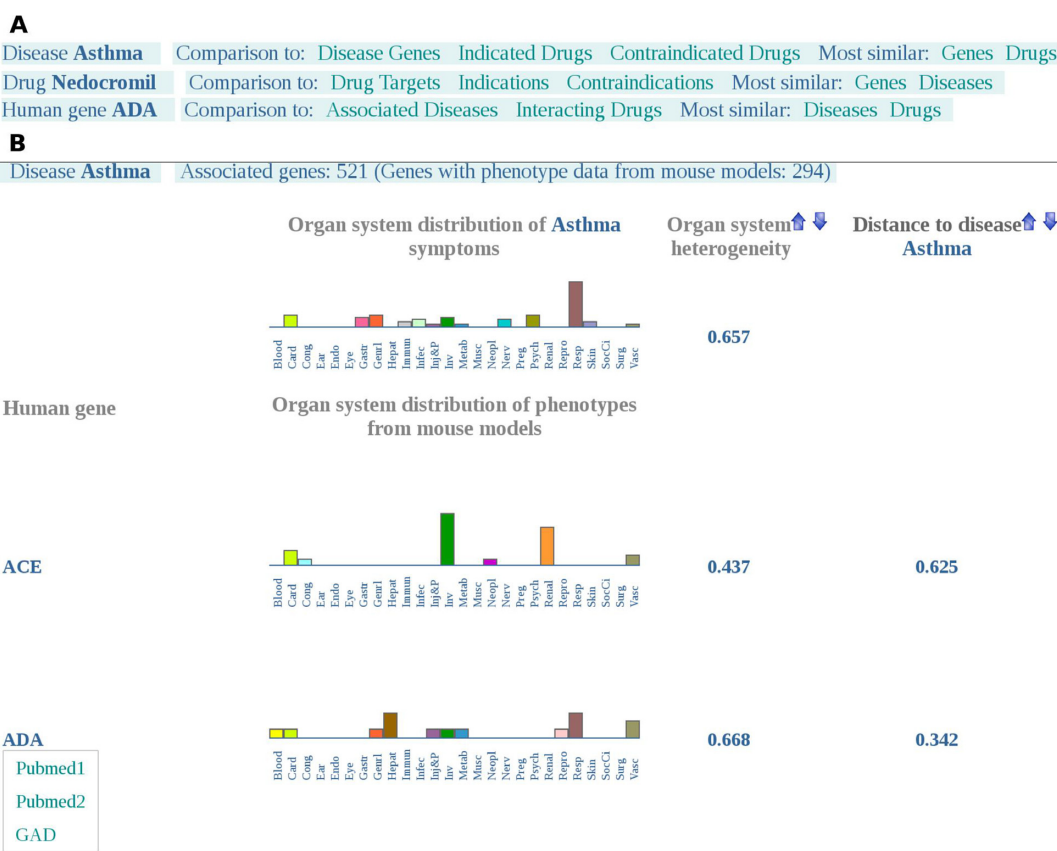 A
Disease Asthma Comparison to: Disease Genes Indicated Drugs Contraindicated Drugs Most similar: Genes Drugs
Drug Nedocromil Comparison to: Drug Targets Indications Contraindications Most similar: Genes Diseases
Human gene ADA Comparison to: Associated Diseases Interacting Drugs Most similar: Diseases Drugs
B
Disease Asthma Associated genes: 521 (Genes with phenotype data from mouse models: 294)
Organ system distribution of Asthma symptoms
Organ system heterogeneity
Distance to disease Asthma
Blood Card Cong Ear Endo Eye Gastr Genrl Hepat Immun Infec Inj&P Inv Metab Musc Neopl Nerv Preg Psych Renal Repro Resp Skin SocCi Surg Vasc
0.657
Human gene
Organ system distribution of phenotypes from mouse models
ACE
Blood Card Cong Ear Endo Eye Gastr Genrl Hepat Immun Infec Inj&P Inv Metab Musc Neopl Nerv Preg Psych Renal Repro Resp Skin SocCi Surg Vasc
0.437 0.625
ADA
Blood Card Cong Ear Endo Eye Gastr Genrl Hepat Immun Infec Inj&P Inv Metab Musc Neopl Nerv Preg Psych Renal Repro Resp Skin SocCi Surg Vasc
0.668 0.342
Pubmed1
Pubmed2
GAD